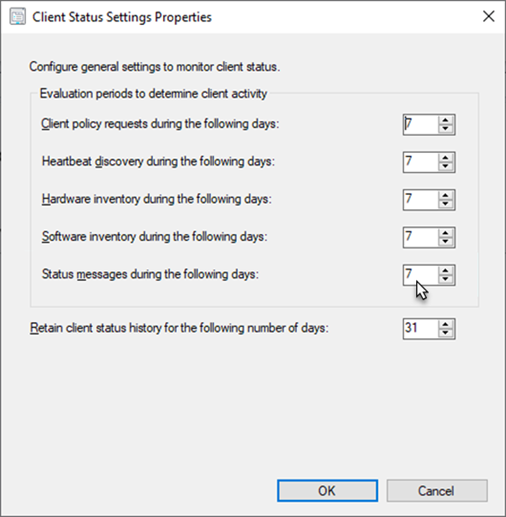 Client Status Settings Properties
Configure general settings to monitor client status.
Evaluation periods to determine client activity
Client policy requests during the following days: 7
Heartbeat discovery during the following days: 7
Hardware inventory during the following days: 7
Software inventory during the following days: 7
Status messages during the following days: 7
Retain client status history for the following number of days: 31
OK Cancel